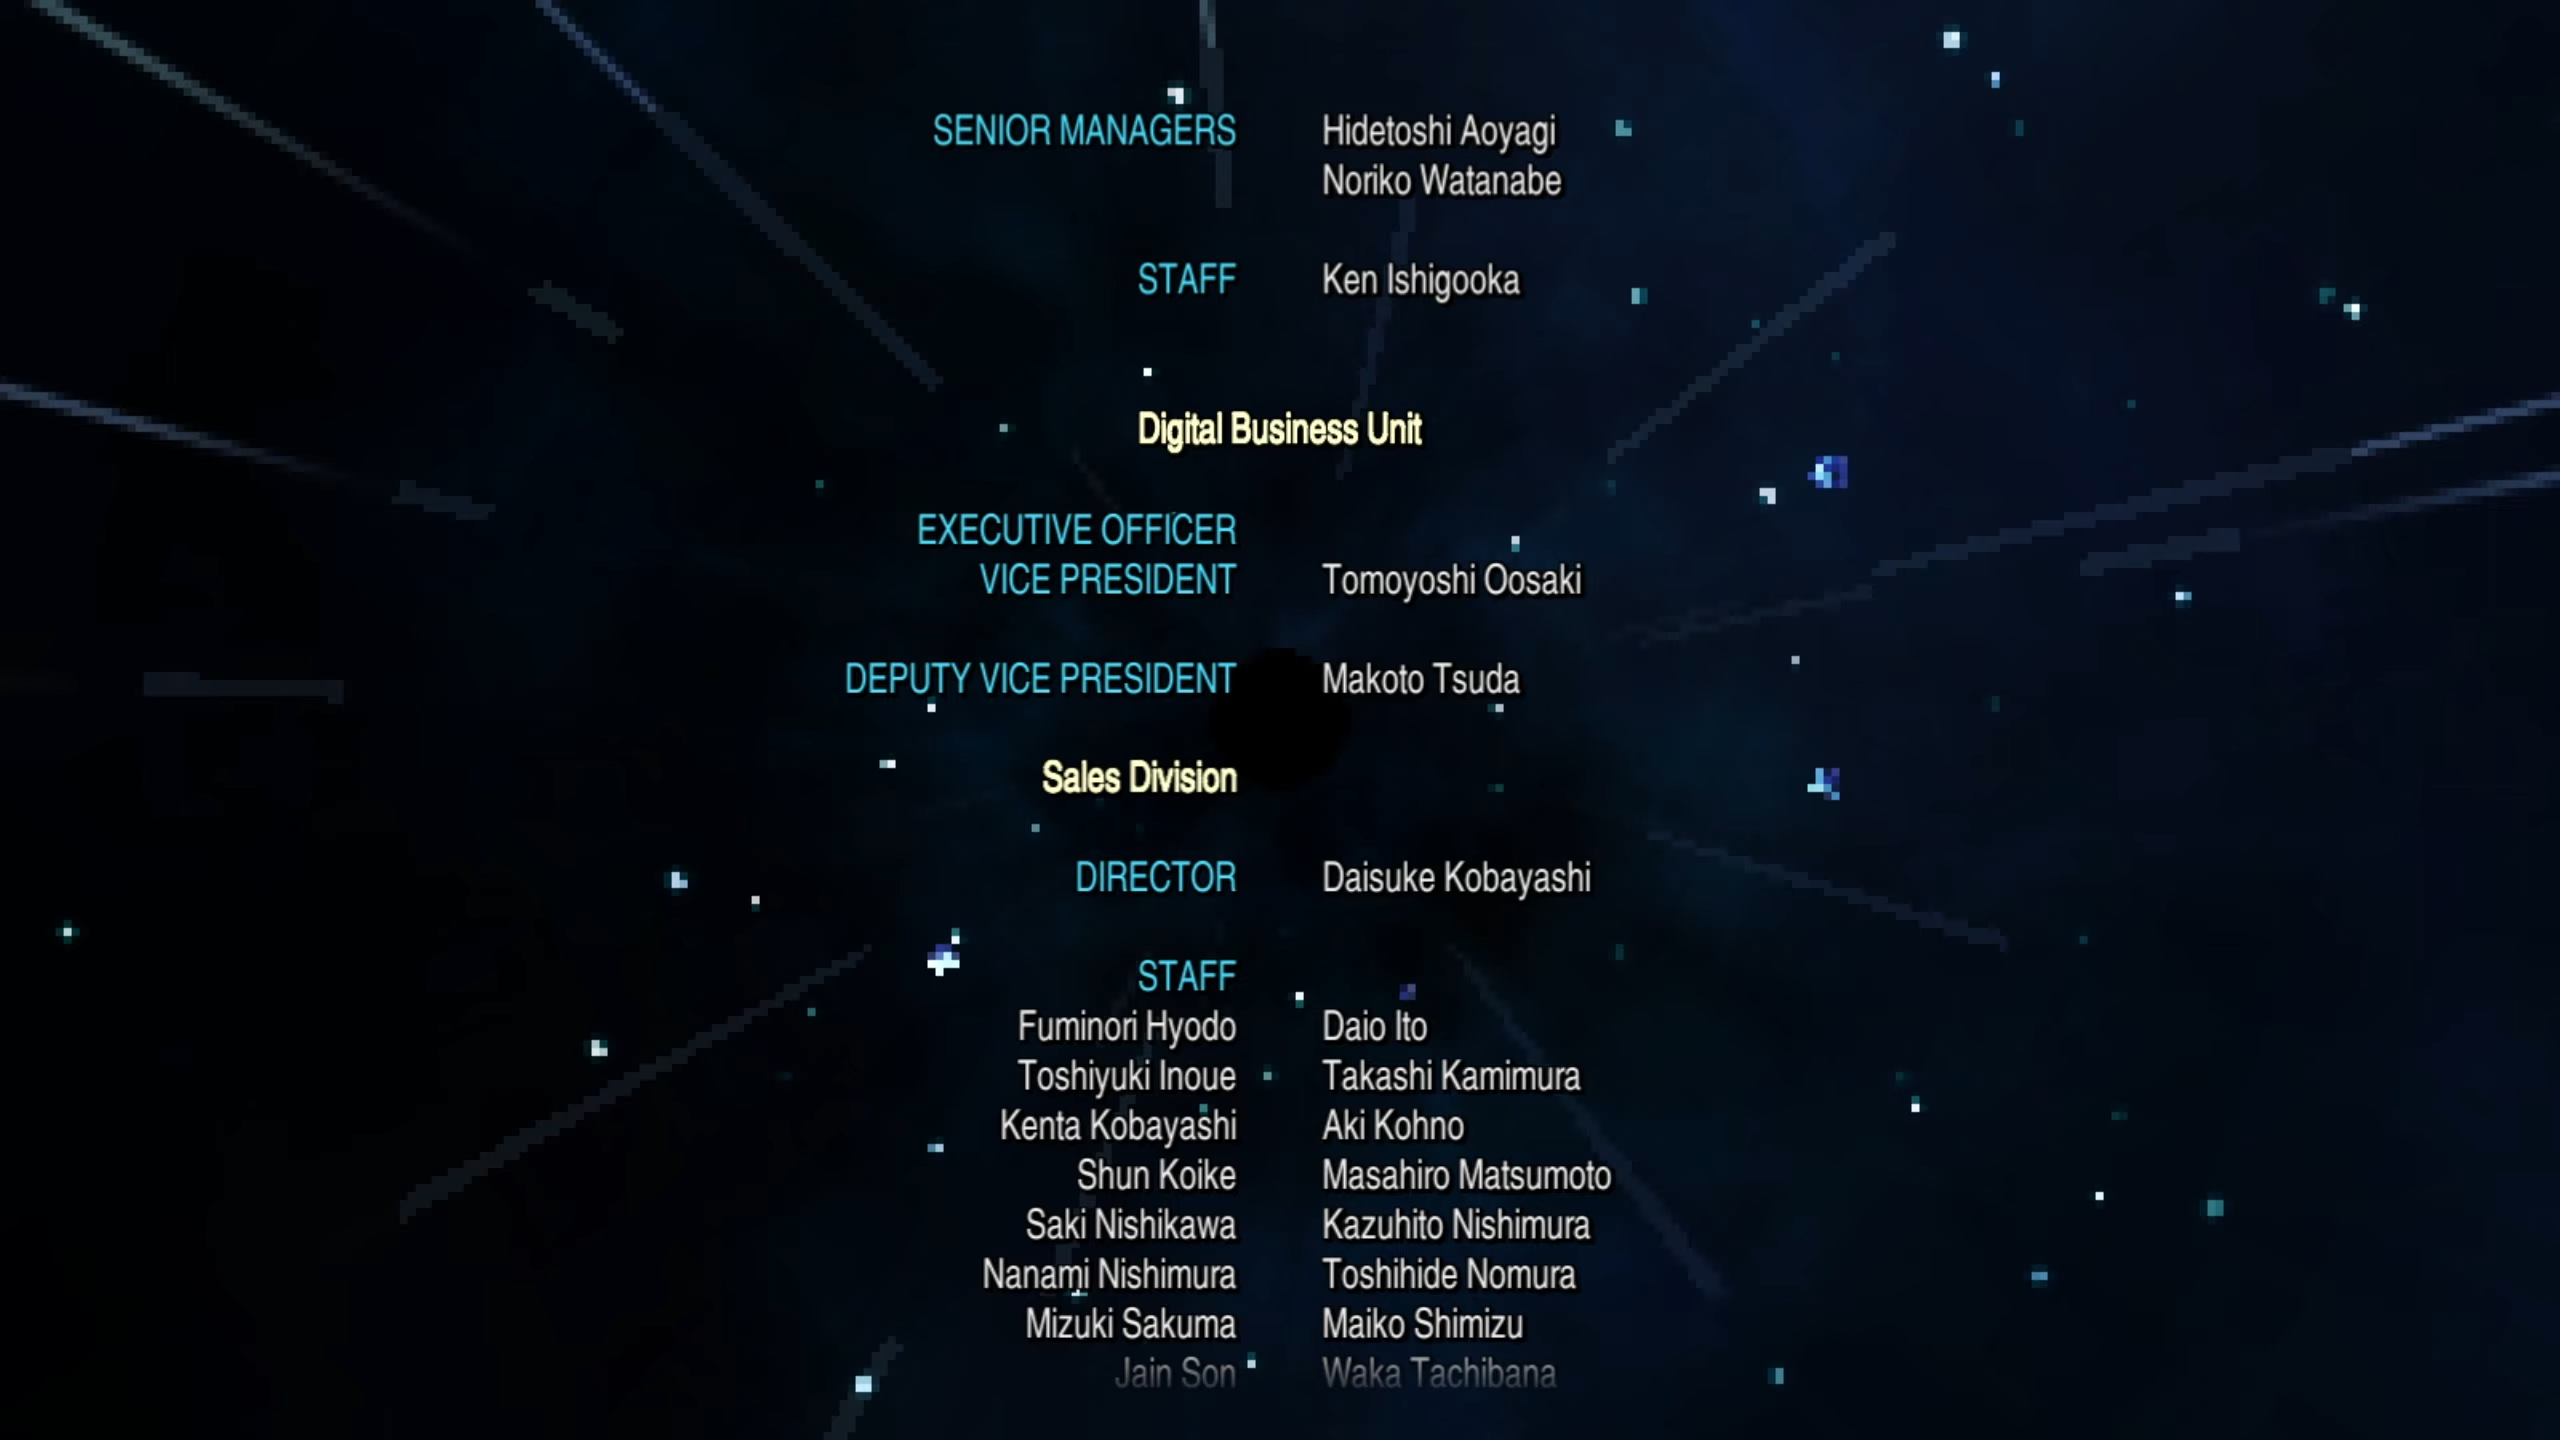 SENIOR MANAGERS Hidetoshi Aoyagi
Noriko Watanabe
STAFF Ken Ishigooka
Digital Business Unit
EXECUTIVE OFFICER
VICE PRESIDENT Tomoyoshi Oosaki
DEPUTY VICE PRESIDENT Makoto Tsuda
Sales Division
DIRECTOR Daisuke Kobayashi
STAFF
Fuminori Hyodo Daio Ito
Toshiyuki Inoue Takashi Kamimura
Kenta Kobayashi Aki Kohno
Shun Koike Masahiro Matsumoto
Saki Nishikawa Kazuhito Nishimura
Nanami Nishimura Toshihide Nomura
Mizuki Sakuma Maiko Shimizu
Jain Son Waka Tachibana